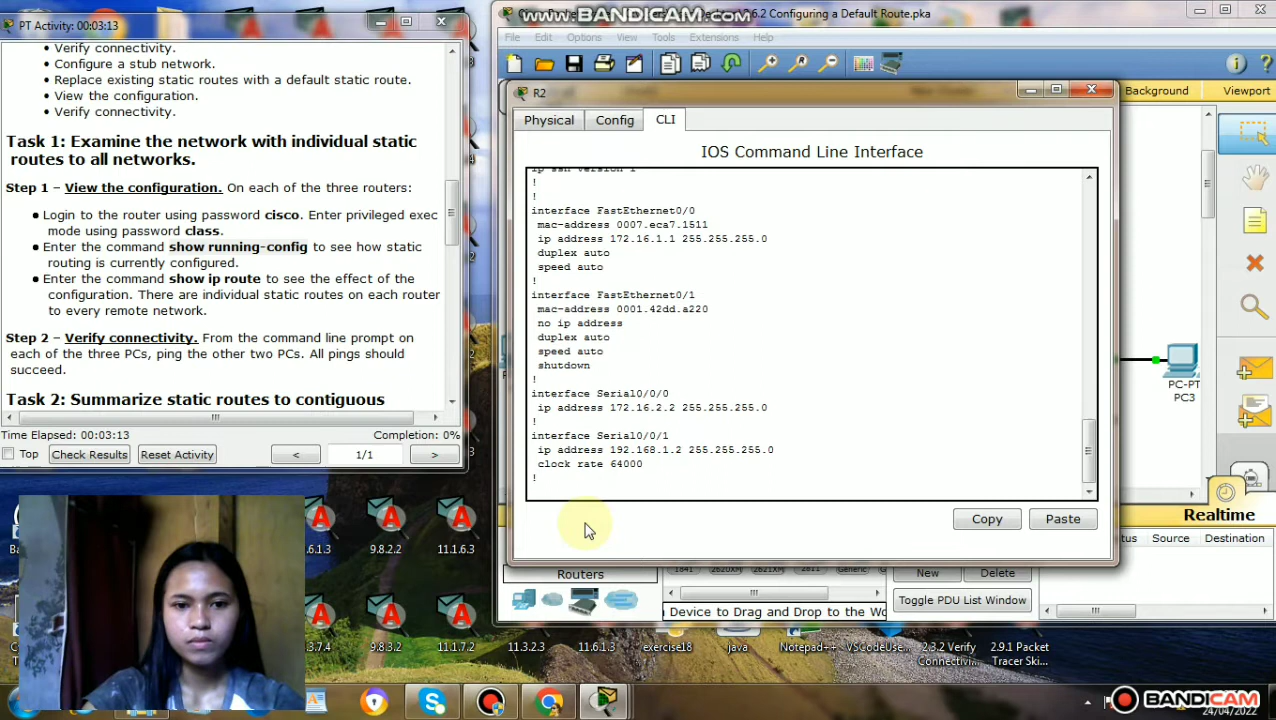 PT Activity: 00:03:13
• Verify connectivity.
• Configure a stub network.
• Replace existing static routes with a default static route.
• View the configuration.
• Verify connectivity.
Task 1: Examine the network with individual static
routes to all networks.
Step 1 – View the configuration. On each of the three routers:
• Login to the router using password cisco. Enter privileged exec
mode using password class.
• Enter the command show running-config to see how static
routing is currently configured.
• Enter the command show ip route to see the effect of the
configuration. There are individual static routes on each router
to every remote network.
Step 2 – Verify connectivity. From the command line prompt on
each of the three PCs, ping the other two PCs. All pings should
succeed.
Task 2: Summarize static routes to contiguous
Time Elapsed: 00:03:13
Completion: 0%
Top
Check Results
Reset Activity
<
1/1
>
www.BANDICAM.com
6.2 Configuring a Default Route.pka
File Edit Options View Tools Extensions Help
Background
Viewport
R2
Physical
Config
CLI
IOS Command Line Interface
ip ssh version 1
!
!
interface FastEthernet0/0
mac-address 0007.eca7.1511
ip address 172.16.1.1 255.255.255.0
duplex auto
speed auto
!
interface FastEthernet0/1
mac-address 0001.42dd.a220
no ip address
duplex auto
speed auto
shutdown
!
interface Serial0/0/0
ip address 172.16.2.2 255.255.255.0
!
interface Serial0/0/1
ip address 192.168.1.2 255.255.255.0
clock rate 64000
!
Copy
Paste
PC-PT
PC3
Realtime
Routers
1841 2620XM 2621XM 2811 Generic
Device to Drag and Drop to the Wo
New
Delete
Toggle PDU List Window
tus Source Destination
6.1.3
9.8.2.2
11.1.6.3
3.7.4
9.8.3.2
11.1.7.2
11.3.2.3
11.6.1.3
exercise18
java
Notepad++
VSCodeUse...
2.3.2 Verify
Connectivi...
2.9.1 Packet
Tracer Ski...
BANDICAM
24/04/2022